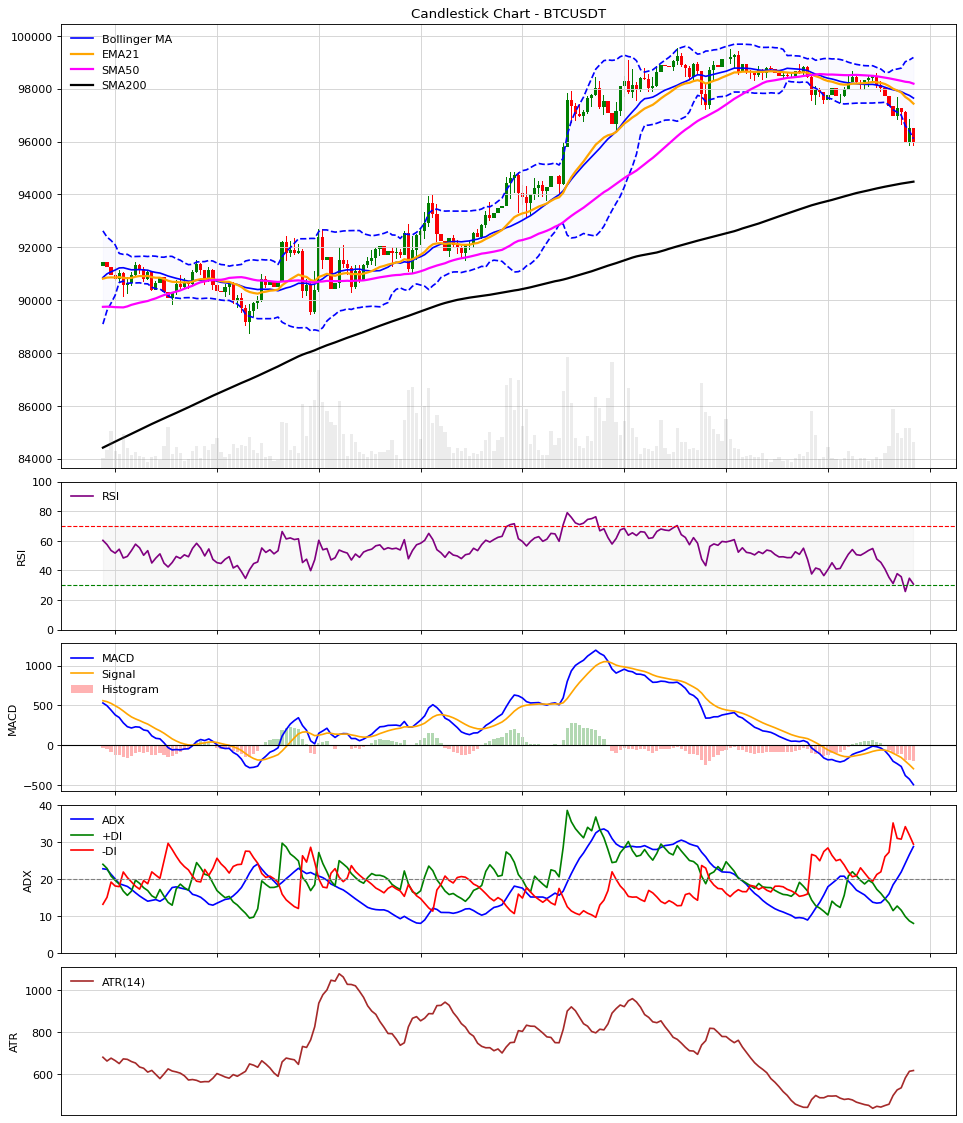 Candlestick Chart - BTCUSDT
100000
98000
96000
94000
92000
90000
88000
86000
84000
Bollinger MA
EMA21
SMA50
SMA200
RSI
100
80
60
40
20
0
RSI
MACD
1000
500
0
−500
MACD
Signal
Histogram
ADX
40
30
20
10
0
ADX
+DI
-DI
ATR
1000
800
600
ATR(14)